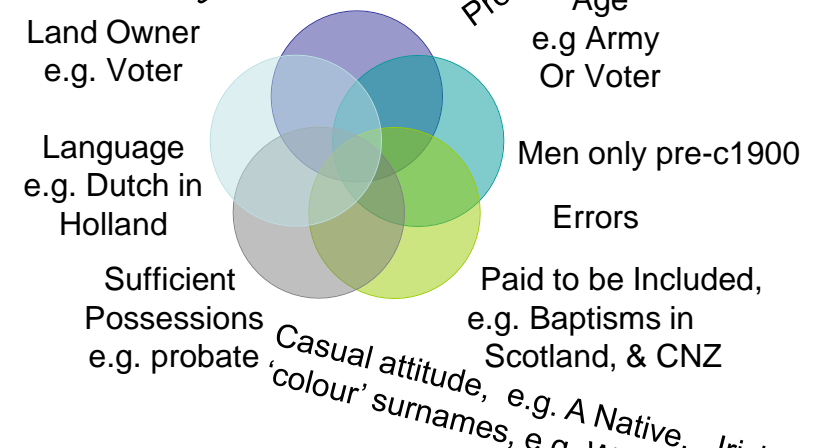 Land Owner
e.g. Voter
Age
e.g Army
Or Voter
Language
e.g. Dutch in
Holland
Men only pre-c1900
Errors
Sufficient
Possessions
e.g. probate
Paid to be Included,
e.g. Baptisms in
Scotland, & CNZ
Casual attitude, e.g. A Native,
‘colour’ surnames, e.g.